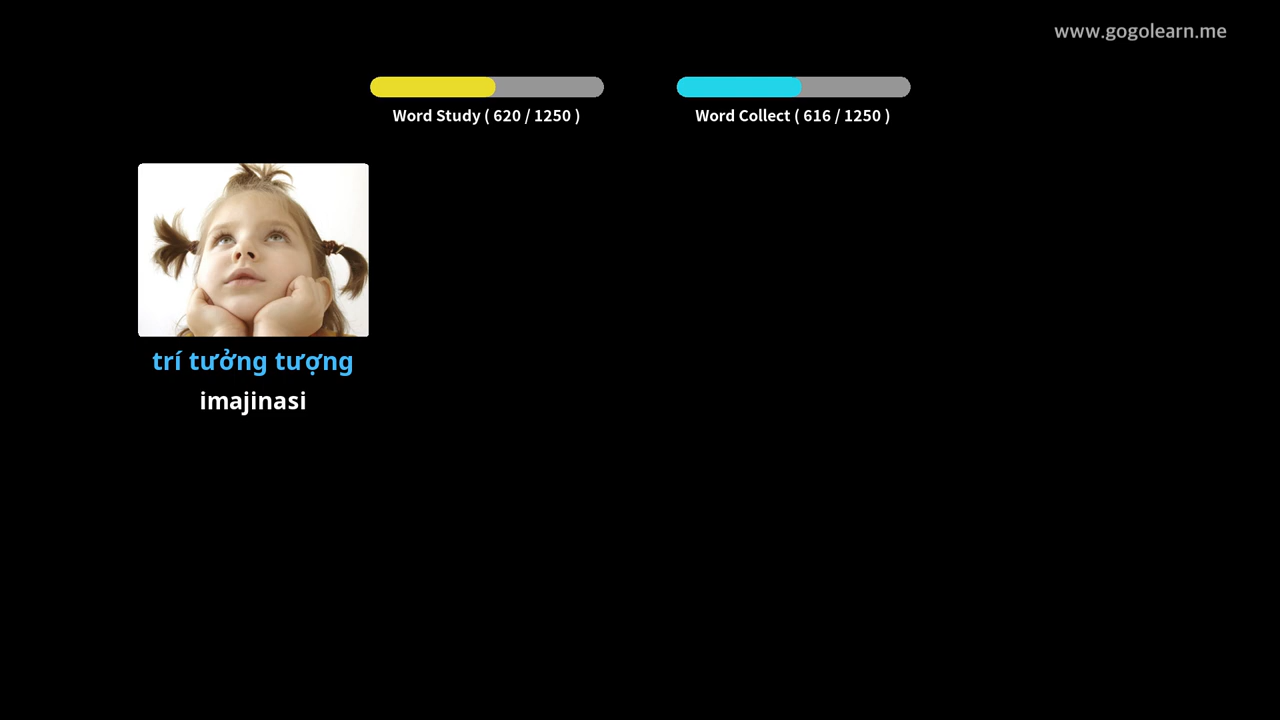 www.gogolearn.me
Word Study ( 620 / 1250 )
Word Collect ( 616 / 1250 )
trí tưởng tượng
imajinasi